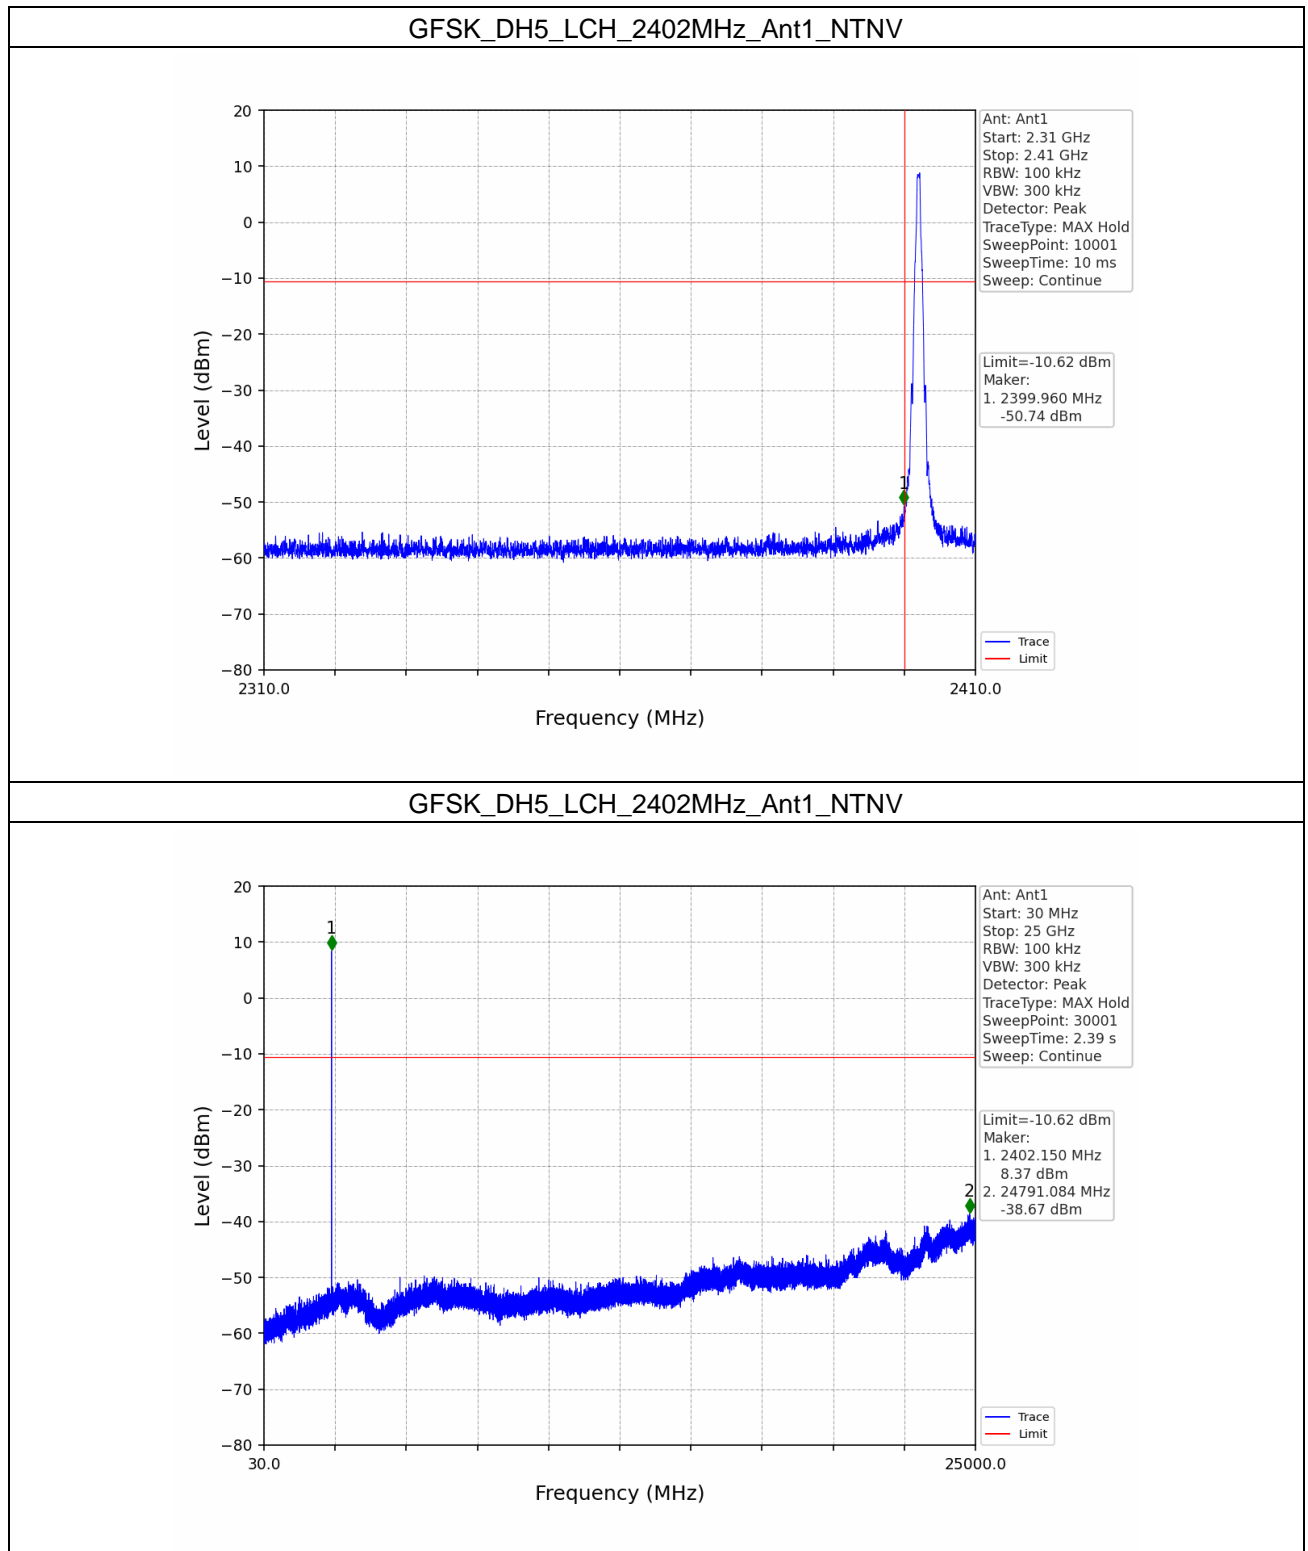 GFSK_DH5_LCH_2402MHz_Ant1_NTNV
20
10
0
−10
−20
−30
−40
−50
−60
−70
−80
Level (dBm)
1
2310.0
2410.0
Frequency (MHz)
Ant: Ant1
Start: 2.31 GHz
Stop: 2.41 GHz
RBW: 100 kHz
VBW: 300 kHz
Detector: Peak
TraceType: MAX Hold
SweepPoint: 10001
SweepTime: 10 ms
Sweep: Continue
Limit=-10.62 dBm
Maker:
1. 2399.960 MHz
-50.74 dBm
Trace
Limit
GFSK_DH5_LCH_2402MHz_Ant1_NTNV
20
10
0
−10
−20
−30
−40
−50
−60
−70
−80
Level (dBm)
1
2
30.0
25000.0
Frequency (MHz)
Ant: Ant1
Start: 30 MHz
Stop: 25 GHz
RBW: 100 kHz
VBW: 300 kHz
Detector: Peak
TraceType: MAX Hold
SweepPoint: 30001
SweepTime: 2.39 s
Sweep: Continue
Limit=-10.62 dBm
Maker:
1. 2402.150 MHz
8.37 dBm
2. 24791.084 MHz
-38.67 dBm
Trace
Limit